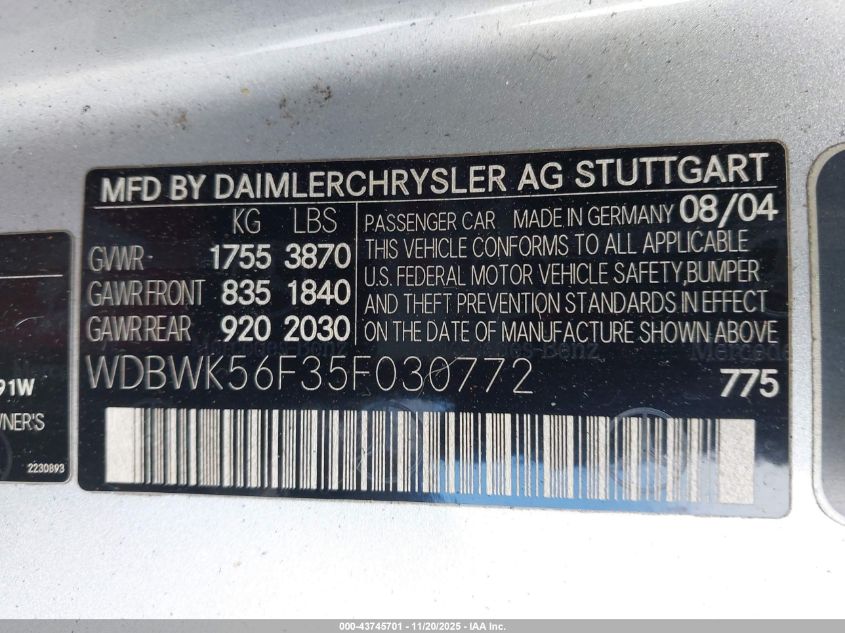 MFD BY DAIMLERCHRYSLER AG STUTTGART
KG LBS
GVWR 1755 3870
GAWR FRONT 835 1840
GAWR REAR 920 2030
PASSENGER CAR MADE IN GERMANY 08/04
THIS VEHICLE CONFORMS TO ALL APPLICABLE
U.S. FEDERAL MOTOR VEHICLE SAFETY, BUMPER
AND THEFT PREVENTION STANDARDS IN EFFECT
ON THE DATE OF MANUFACTURE SHOWN ABOVE
WDBWK56F35F030772
775
91W
WNER'S
2230893
000-43745701 - 11/20/2025 - IAA Inc.